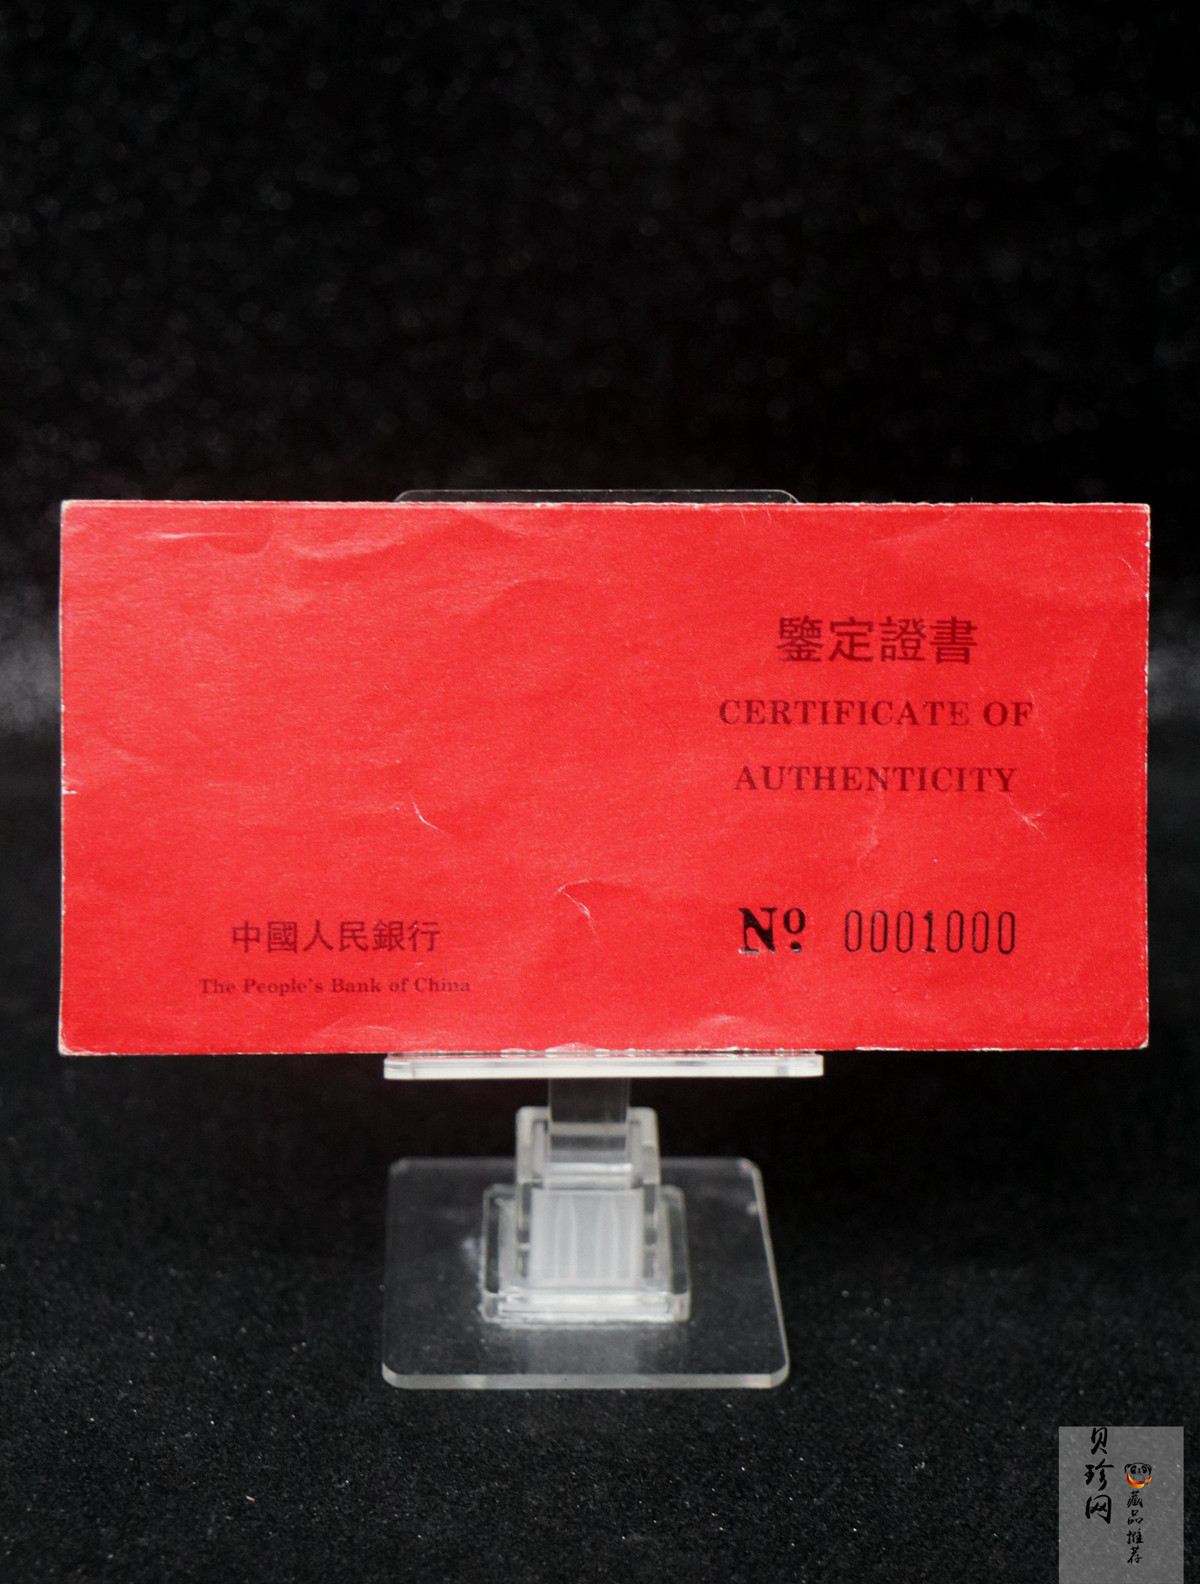 鑒定證書
CERTIFICATE OF
AUTHENTICITY
中國人民銀行
The People's Bank of China
Nº 0001000
贝珍网
藏品推荐